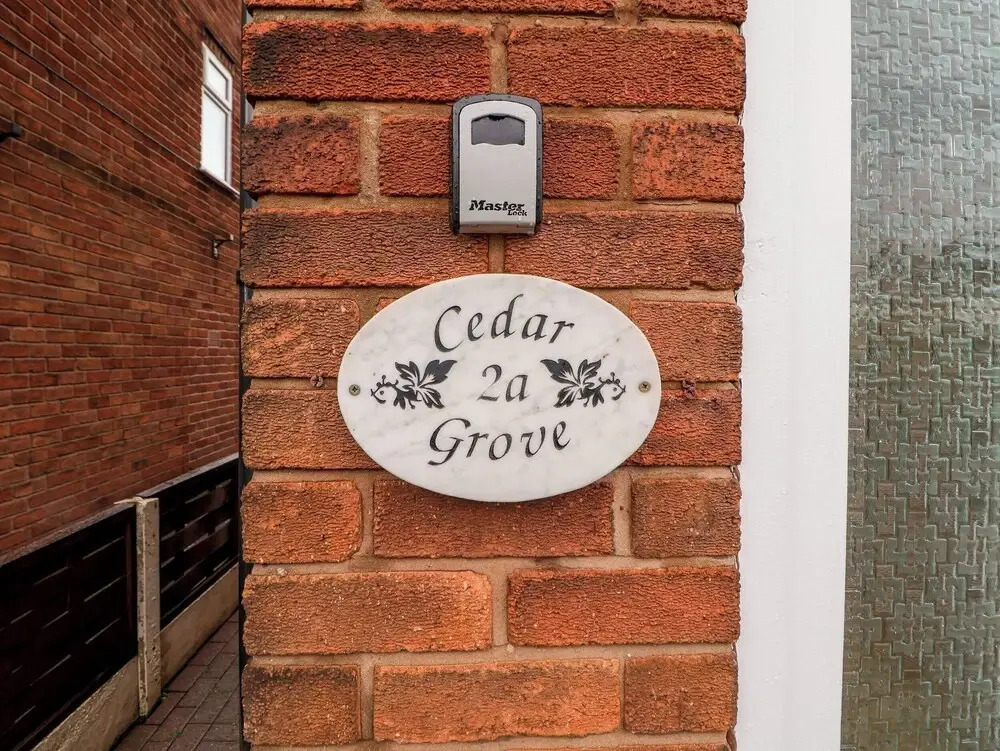 Master
Lock
Cedar
2a
Grove